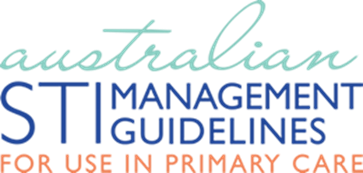 australian
STI MANAGEMENT
GUIDELINES
FOR USE IN PRIMARY CARE